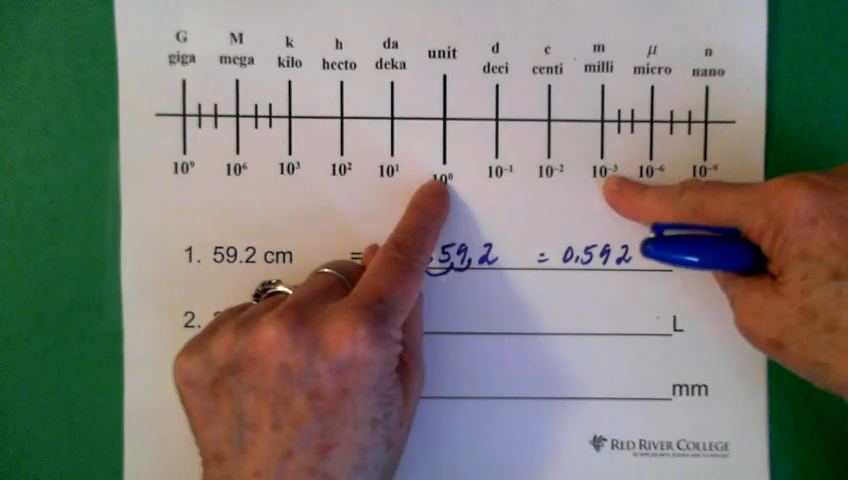 G M k h da unit d c m μ n
giga mega kilo hecto deka deci centi milli micro nano
10⁹ 10⁶ 10³ 10² 10¹ 10⁰ 10⁻¹ 10⁻² 10⁻³ 10⁻⁶ 10⁻⁹
1. 59.2 cm = .59.2 = 0.592
2. L
mm
RED RIVER COLLEGE